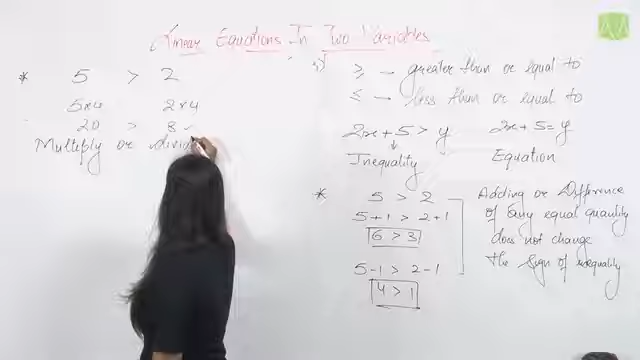 Linear Equations In Two Variables
* 5 > 2
5×4 2×4
20 > 8
Multiply or divid
≥ — greater than or equal to
≤ — less than or equal to
2x+5>y 2x+5=y
Inequality Equation
* 5 > 2
5+1 > 2+1
6 > 3
5-1 > 2-1
4 > 1
Adding or Difference
of any equal quantity
does not change
the sign of inequality